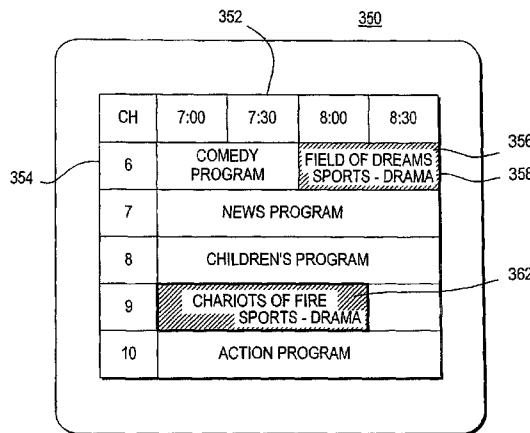 352
350
CH 7:00 7:30 8:00 8:30
6 COMEDY PROGRAM FIELD OF DREAMS SPORTS - DRAMA
356
358
354
7 NEWS PROGRAM
8 CHILDREN'S PROGRAM
9 CHARIOTS OF FIRE SPORTS - DRAMA
362
10 ACTION PROGRAM